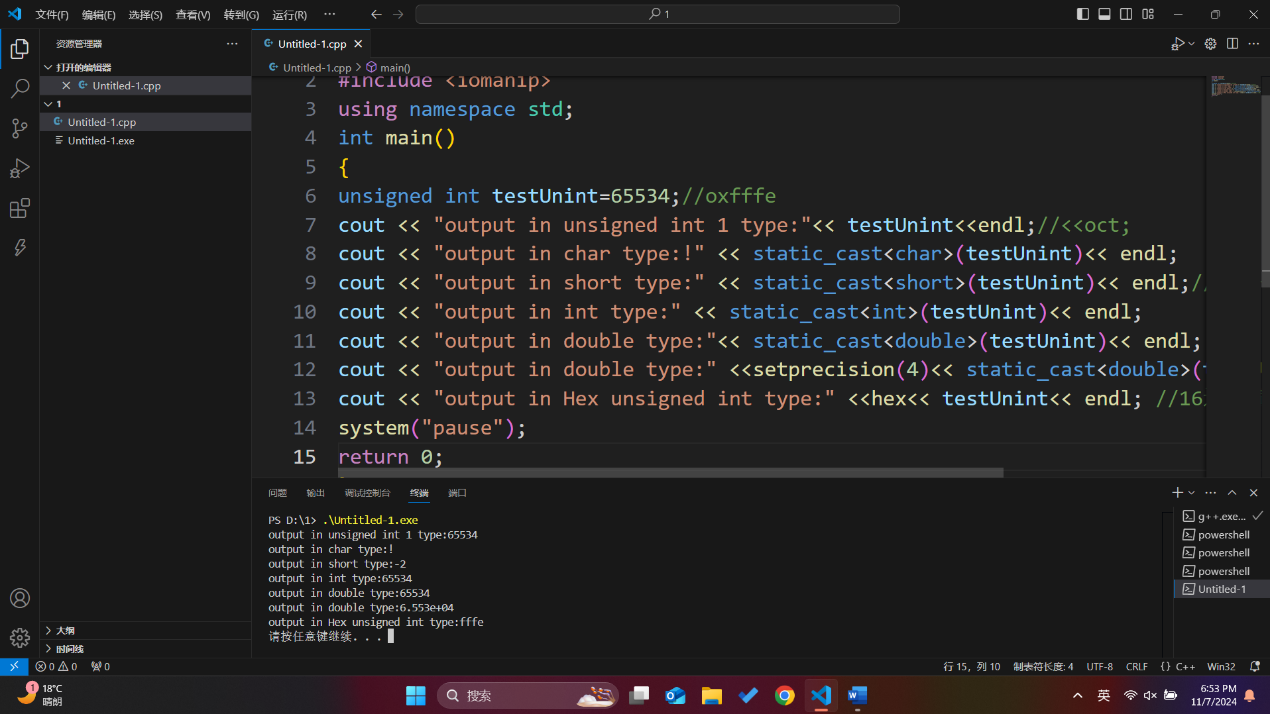 文件(F) 编辑(E) 选择(S) 查看(V) 转到(G) 运行(R) ··· 1
资源管理器
打开的编辑器
Untitled-1.cpp
1
Untitled-1.cpp
Untitled-1.exe
大纲
时间线
Untitled-1.cpp
Untitled-1.cpp > main()
2 #include <iomanip>
3 using namespace std;
4 int main()
5 {
6 unsigned int testUnint=65534;//oxfffe
7 cout << "output in unsigned int 1 type:"<< testUnint<<endl;//<<oct;
8 cout << "output in char type:!" << static_cast<char>(testUnint)<< endl;
9 cout << "output in short type:" << static_cast<short>(testUnint)<< endl;/
10 cout << "output in int type:" << static_cast<int>(testUnint)<< endl;
11 cout << "output in double type:"<< static_cast<double>(testUnint)<< endl;
12 cout << "output in double type:" <<setprecision(4)<< static_cast<double>(
13 cout << "output in Hex unsigned int type:" <<hex<< testUnint<< endl; //16
14 system("pause");
15 return 0;
问题 输出 调试控制台 终端 端口
PS D:\1> .\Untitled-1.exe
output in unsigned int 1 type:65534
output in char type:!
output in short type:-2
output in int type:65534
output in double type:65534
output in double type:6.553e+04
output in Hex unsigned int type:fffe
请按任意键继续. . .
g++.exe...
powershell
powershell
powershell
Untitled-1
0 0 0 行 15，列 10 制表符长度: 4 UTF-8 CRLF {} C++ Win32
1 18°C
晴朗
搜索
英
6:53 PM
11/7/2024